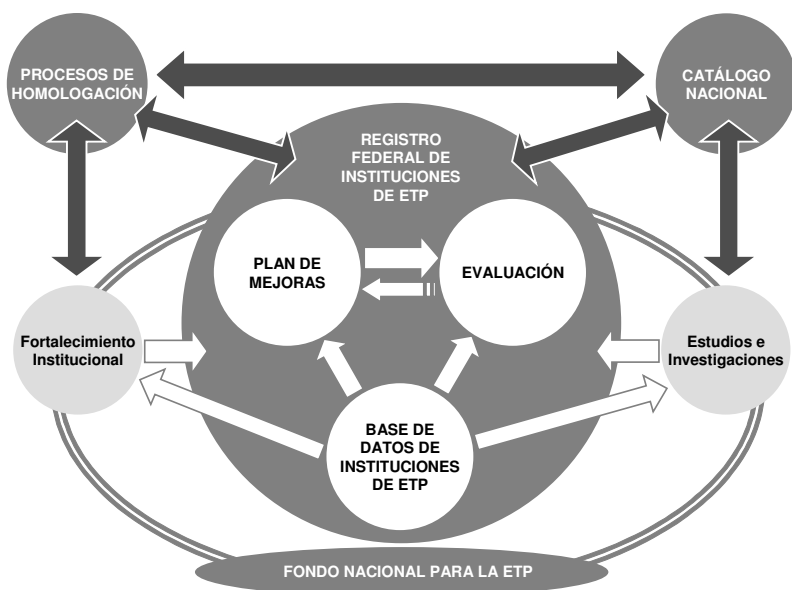 PROCESOS DE
HOMOLOGACIÓN
CATÁLOGO
NACIONAL
REGISTRO
FEDERAL DE
INSTITUCIONES
DE ETP
PLAN DE
MEJORAS
EVALUACIÓN
Fortalecimiento
Institucional
Estudios e
Investigaciones
BASE DE
DATOS DE
INSTITUCIONES
DE ETP
FONDO NACIONAL PARA LA ETP